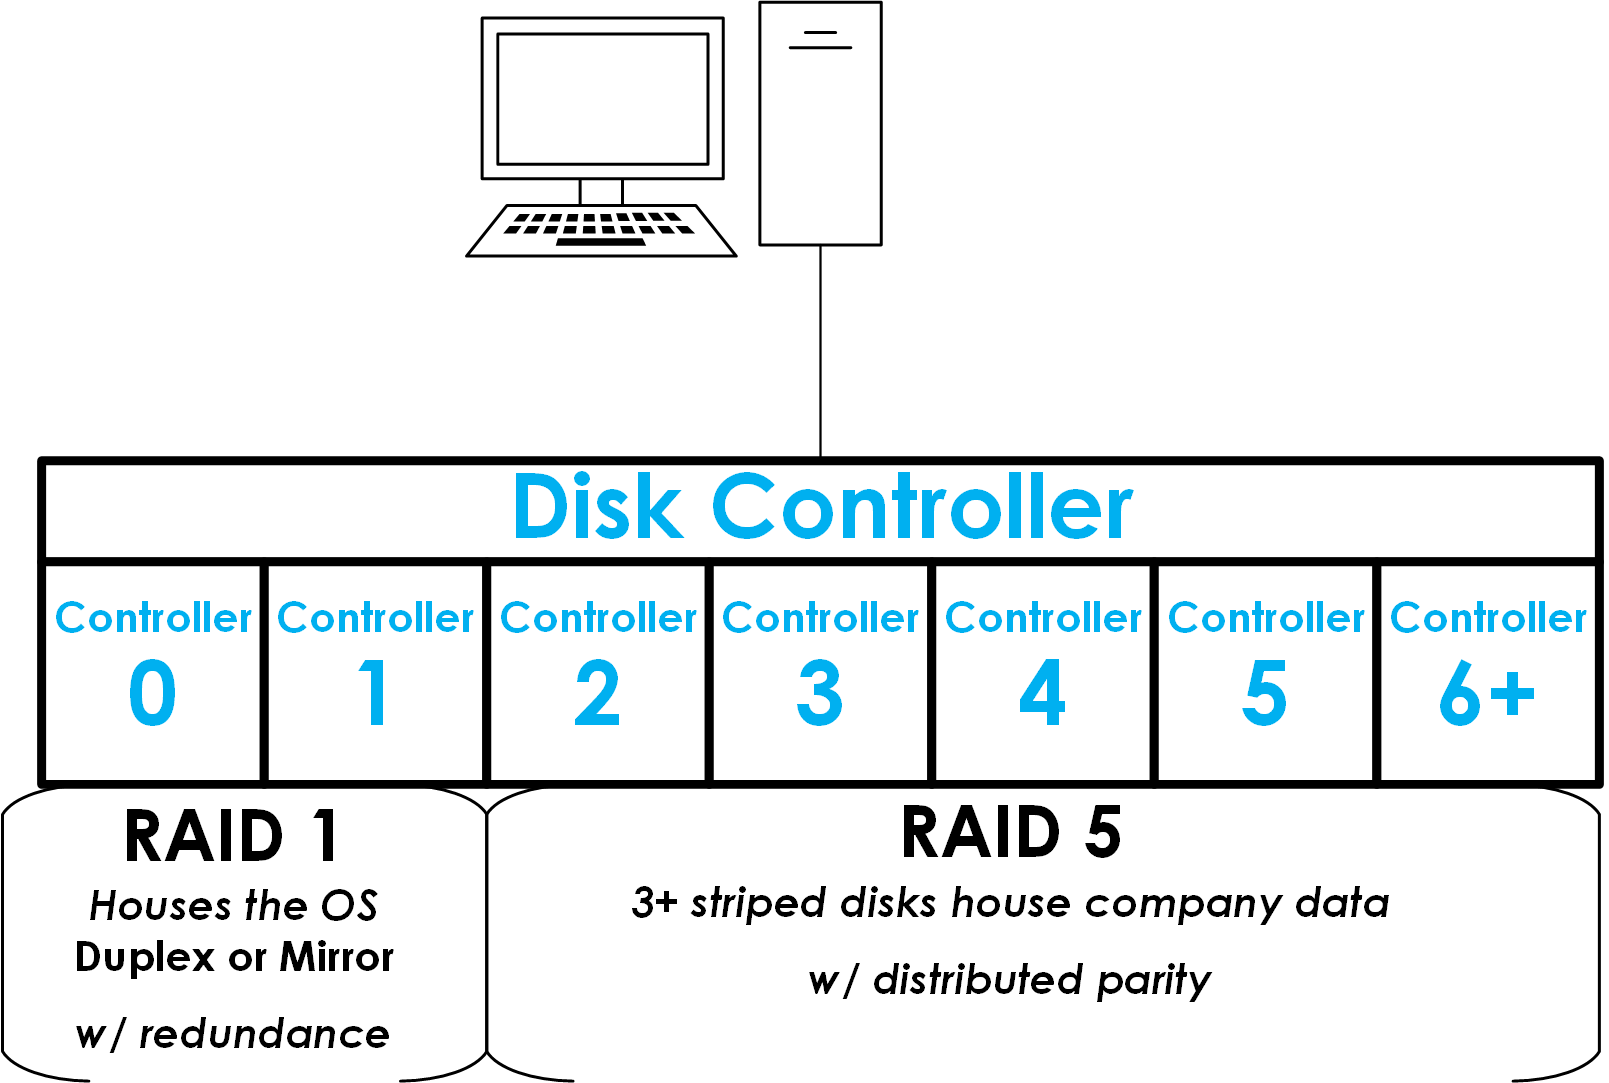 Disk Controller
Controller Controller Controller Controller Controller Controller Controller
0 1 2 3 4 5 6+
RAID 1
Houses the OS
Duplex or Mirror
w/ redundance
RAID 5
3+ striped disks house company data
w/ distributed parity